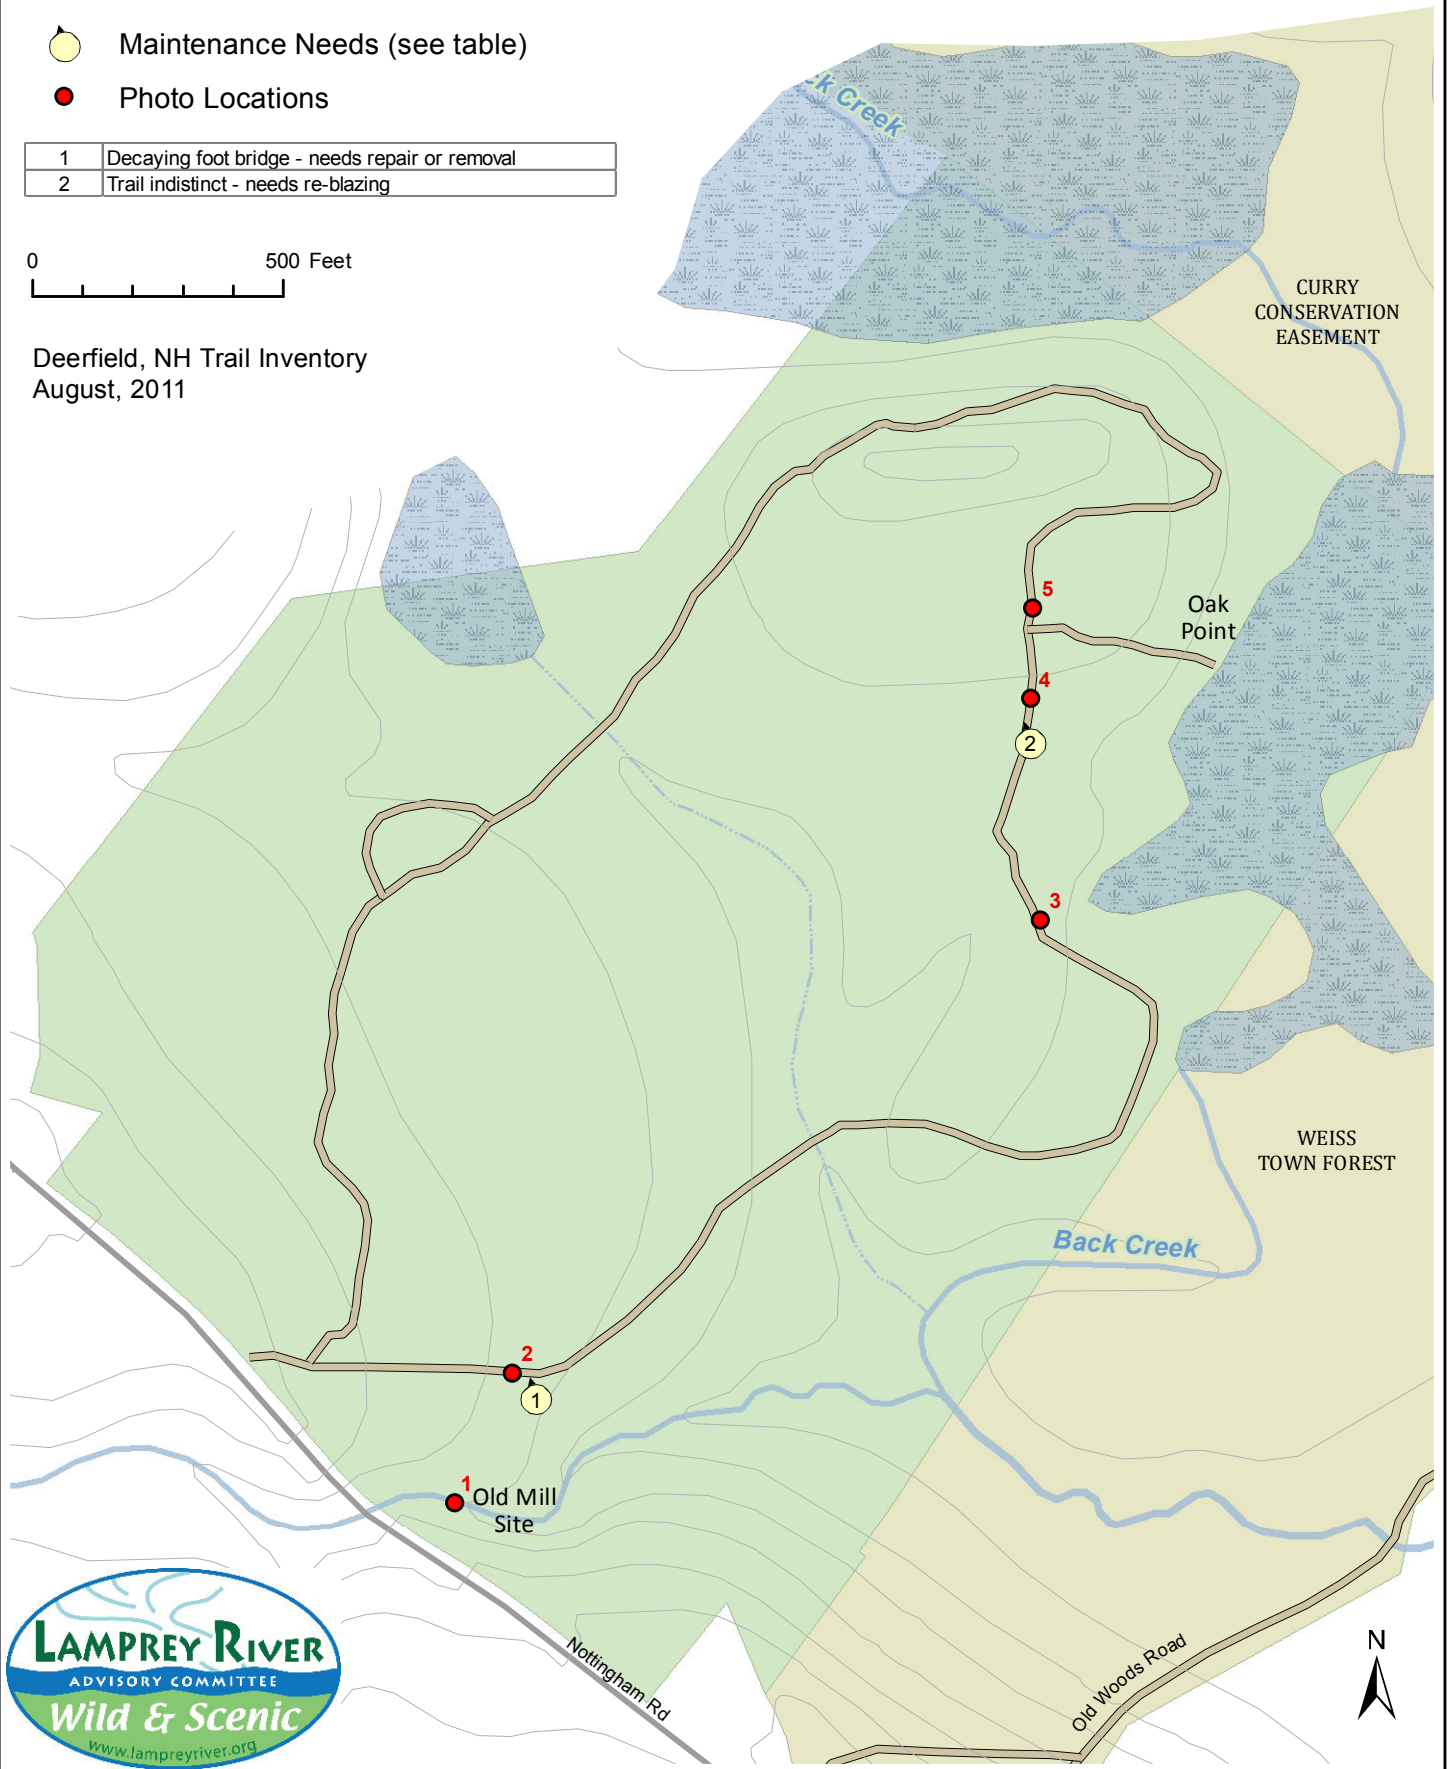 Maintenance Needs (see table)
Photo Locations
1 Decaying foot bridge - needs repair or removal
2 Trail indistinct - needs re-blazing
0 500 Feet
Deerfield, NH Trail Inventory
August, 2011
ck Creek
CURRY
CONSERVATION
EASEMENT
5
Oak
Point
4
2
3
WEISS
TOWN FOREST
Back Creek
2
1
1
Old Mill
Site
Nottingham Rd
Old Woods Road
N
LAMPREY RIVER
ADVISORY COMMITTEE
Wild & Scenic
www.lampreyriver.org